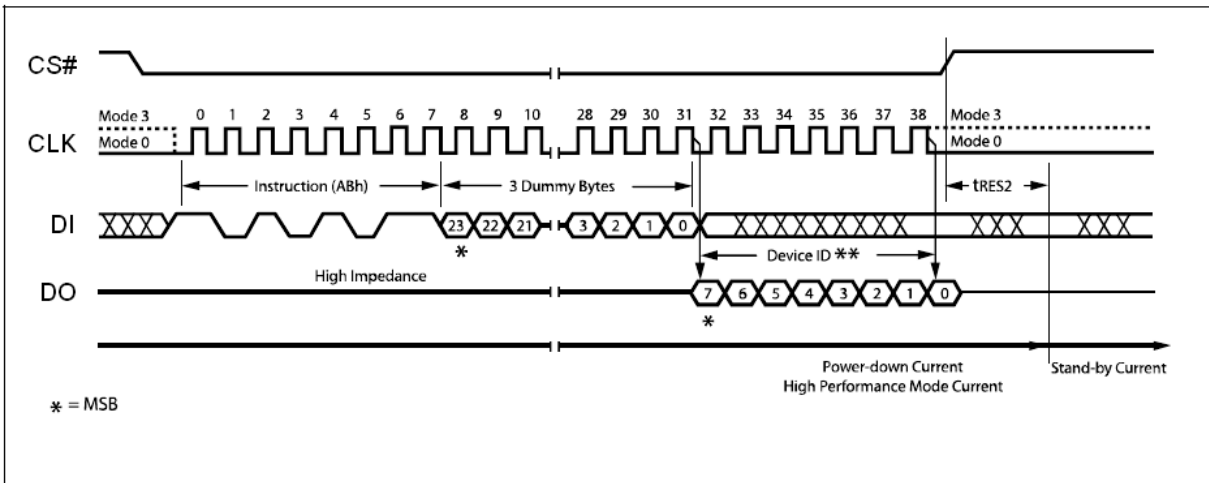 CS#
Mode 3 0 1 2 3 4 5 6 7 8 9 10 28 29 30 31 32 33 34 35 36 37 38 Mode 3
CLK Mode 0 Mode 0
Instruction (ABh) 3 Dummy Bytes tRES2
DI 23 22 21 3 2 1 0
* Device ID **
High Impedance
DO 7 6 5 4 3 2 1 0
*
Power-down Current Stand-by Current
High Performance Mode Current
* = MSB